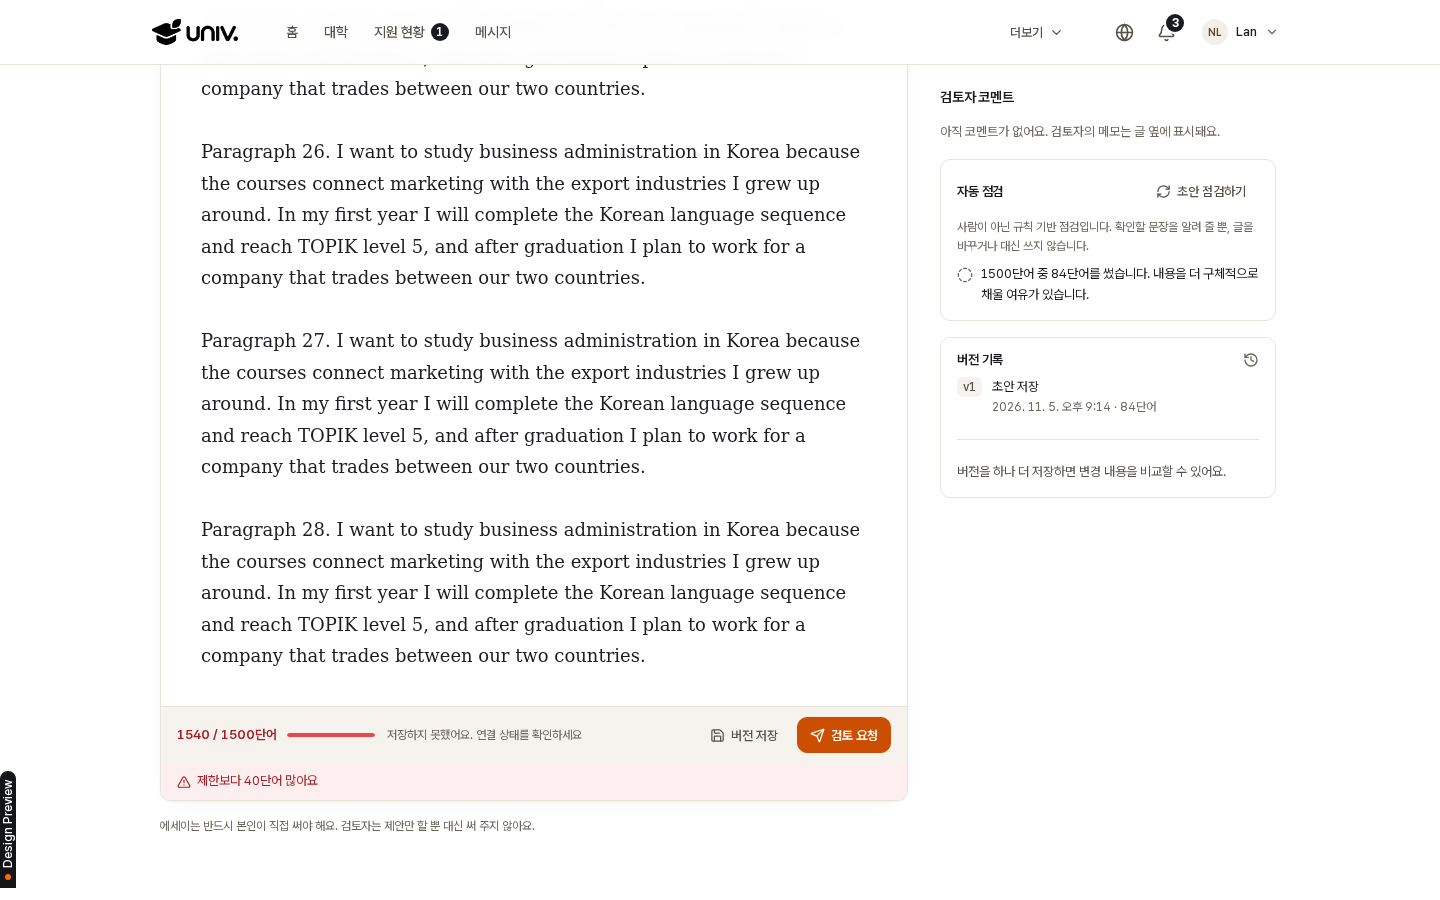 UNIV.
홈
대학
지원 현황 1
메시지
더보기
3
NL
Lan
company that trades between our two countries.
Paragraph 26. I want to study business administration in Korea because
the courses connect marketing with the export industries I grew up
around. In my first year I will complete the Korean language sequence
and reach TOPIK level 5, and after graduation I plan to work for a
company that trades between our two countries.
Paragraph 27. I want to study business administration in Korea because
the courses connect marketing with the export industries I grew up
around. In my first year I will complete the Korean language sequence
and reach TOPIK level 5, and after graduation I plan to work for a
company that trades between our two countries.
Paragraph 28. I want to study business administration in Korea because
the courses connect marketing with the export industries I grew up
around. In my first year I will complete the Korean language sequence
and reach TOPIK level 5, and after graduation I plan to work for a
company that trades between our two countries.
1540 / 1500단어
저장하지 못했어요. 연결 상태를 확인하세요
버전 저장
검토 요청
제한보다 40단어 많아요
에세이는 반드시 본인이 직접 써야 해요. 검토자는 제안만 할 뿐 대신 써 주지 않아요.
검토자 코멘트
아직 코멘트가 없어요. 검토자의 메모는 글 옆에 표시돼요.
자동 점검
초안 점검하기
사람이 아닌 규칙 기반 점검입니다. 확인할 문장을 알려 줄 뿐, 글을
바꾸거나 대신 쓰지 않습니다.
1500단어 중 84단어를 썼습니다. 내용을 더 구체적으로
채울 여유가 있습니다.
버전 기록
v1
초안 저장
2026. 11. 5. 오후 9:14 · 84단어
버전을 하나 더 저장하면 변경 내용을 비교할 수 있어요.
Design Preview